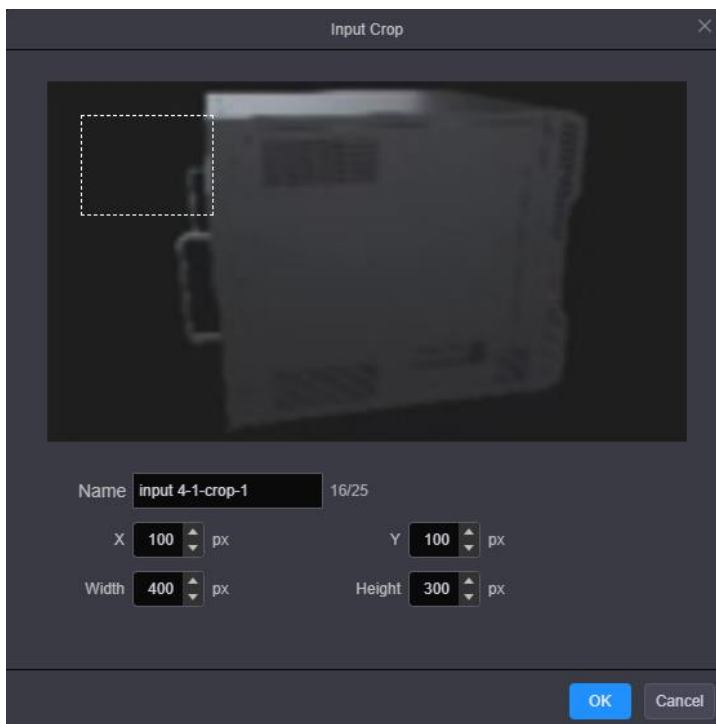 Input Crop
Name input 4-1-crop-1 16/25
X 100 px Y 100 px
Width 400 px Height 300 px
OK Cancel